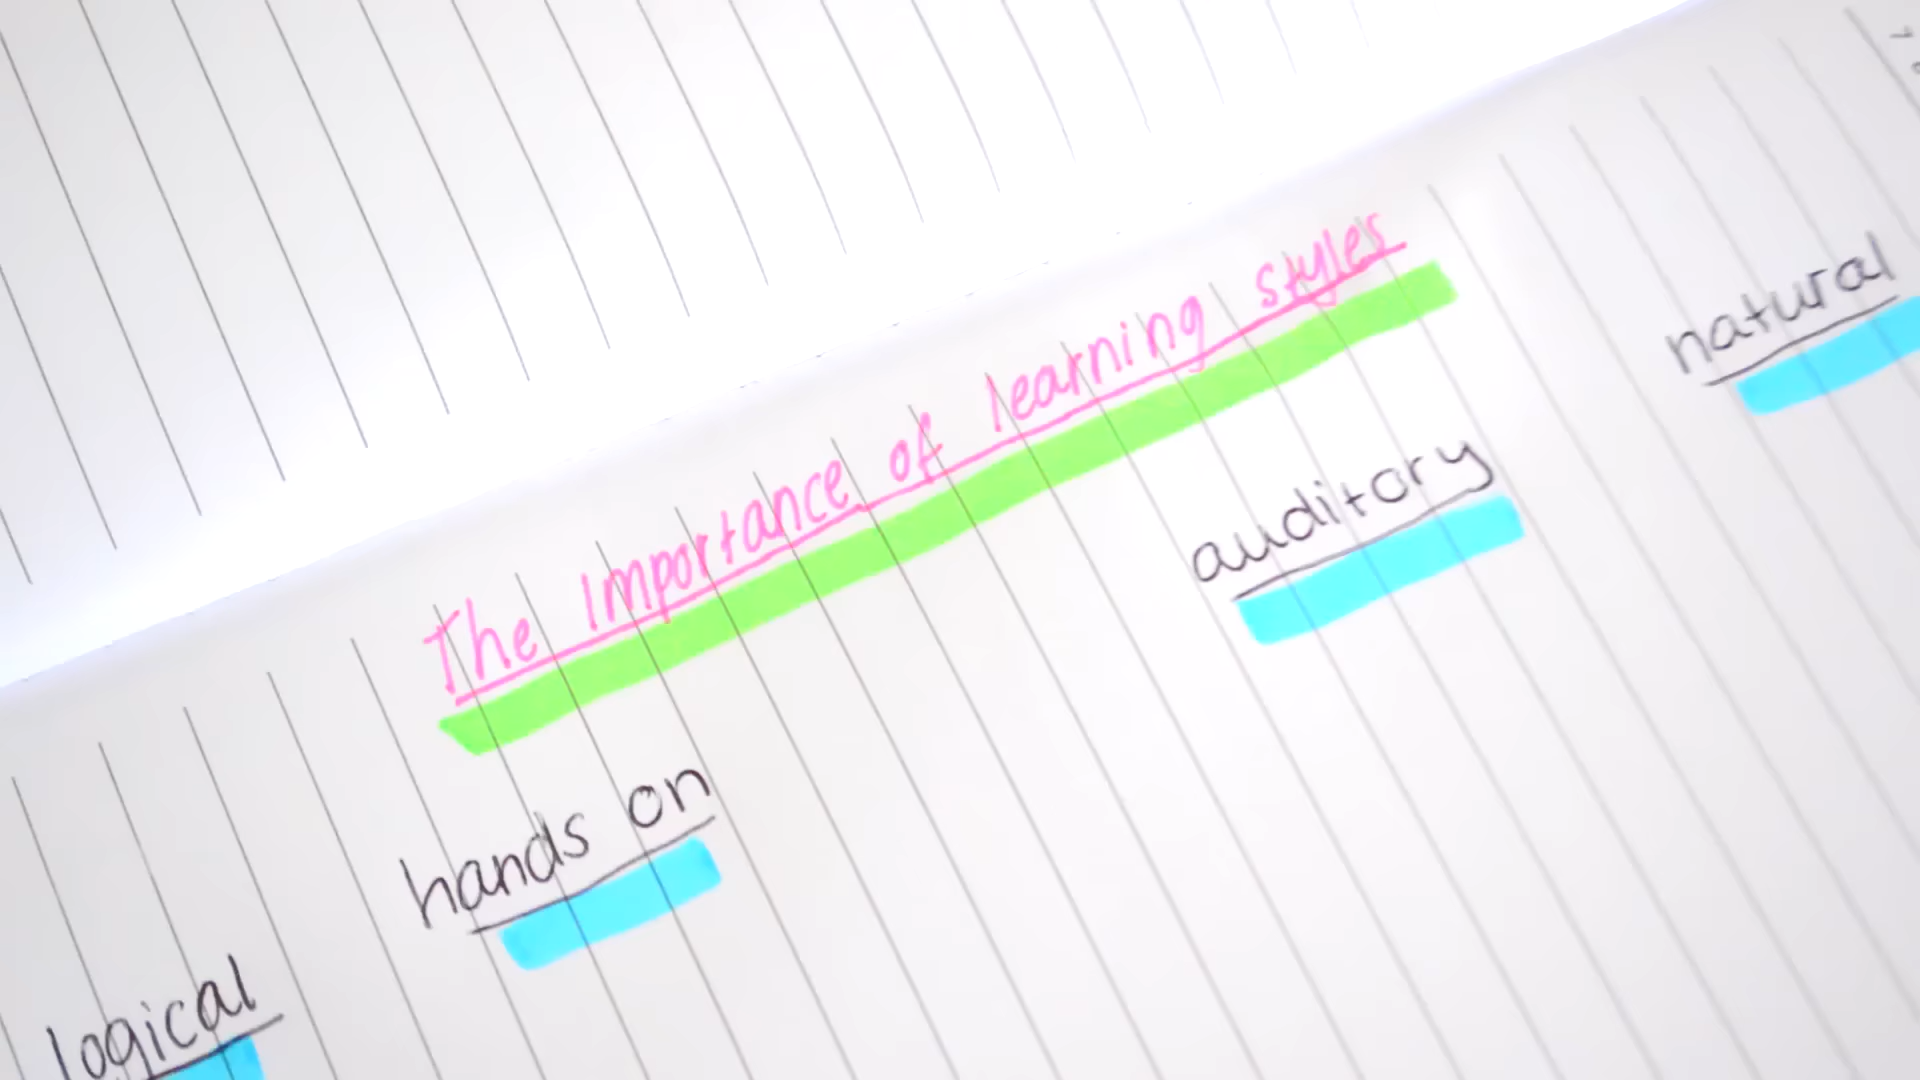 The Importance of learning styles
natural
auditory
hands on
logical